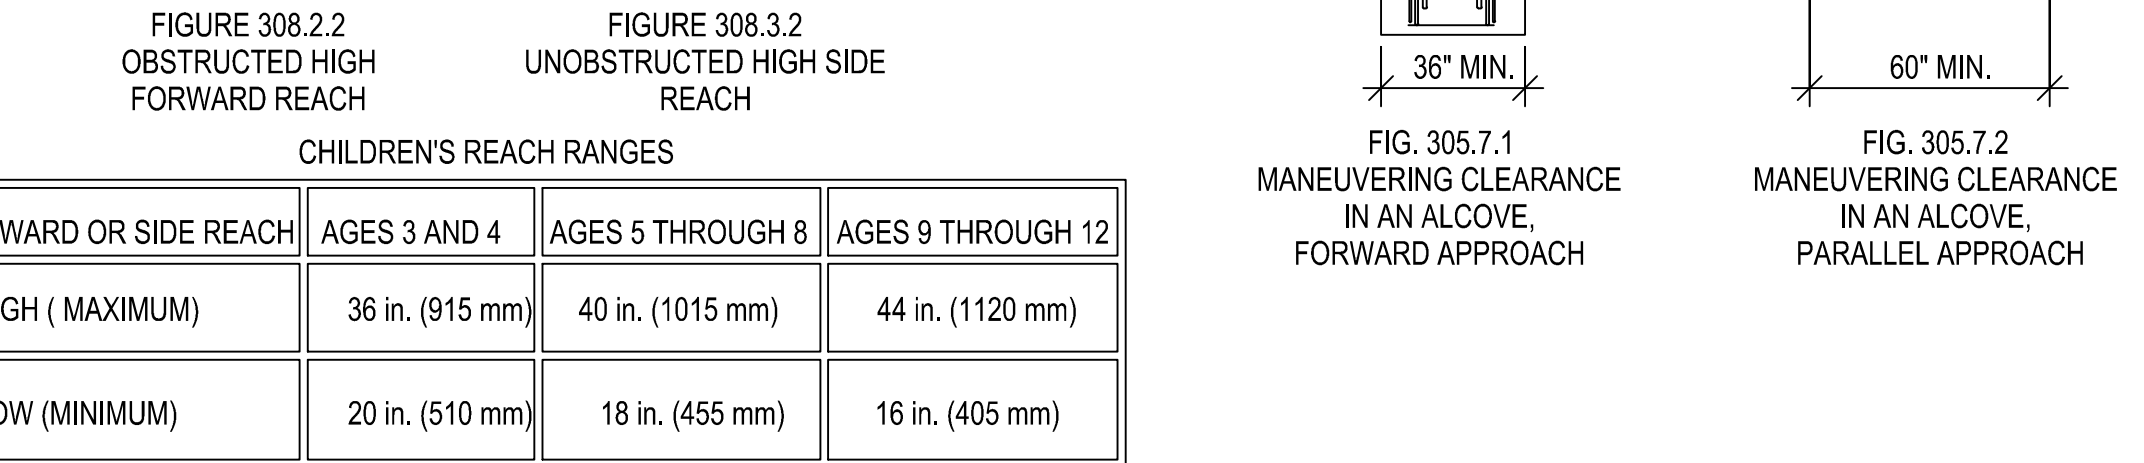 FIGURE 308.2.2
OBSTRUCTED HIGH
FORWARD REACH
FIGURE 308.3.2
UNOBSTRUCTED HIGH SIDE
REACH
CHILDREN'S REACH RANGES
WARD OR SIDE REACH AGES 3 AND 4 AGES 5 THROUGH 8 AGES 9 THROUGH 12
GH ( MAXIMUM) 36 in. (915 mm) 40 in. (1015 mm) 44 in. (1120 mm)
OW (MINIMUM) 20 in. (510 mm) 18 in. (455 mm) 16 in. (405 mm)
36" MIN.
FIG. 305.7.1
MANEUVERING CLEARANCE
IN AN ALCOVE,
FORWARD APPROACH
60" MIN.
FIG. 305.7.2
MANEUVERING CLEARANCE
IN AN ALCOVE,
PARALLEL APPROACH